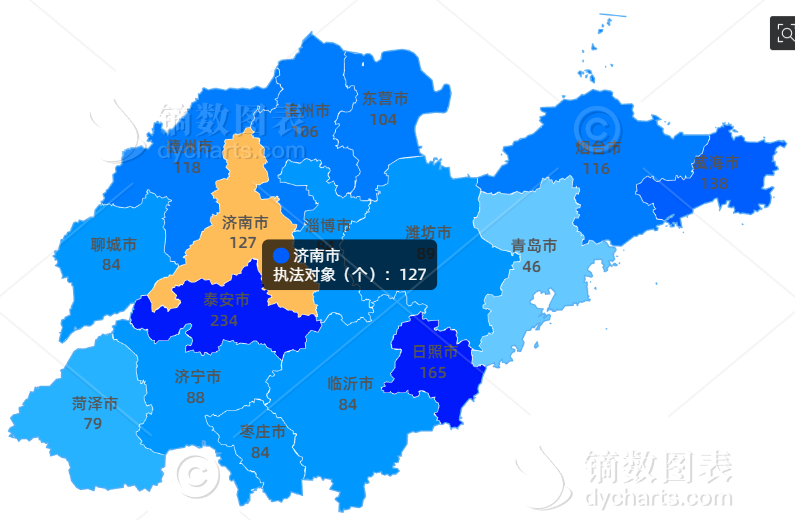 镝数图表
dycharts.com
滨州市
106
东营市
104
德州市
118
烟台市
116
威海市
138
济南市
127
聊城市
84
淄博市
潍坊市
89
青岛市
46
济南市
执法对象（个）: 127
泰安市
234
日照市
165
济宁市
88
临沂市
84
菏泽市
79
枣庄市
84
镝数图表
dycharts.com